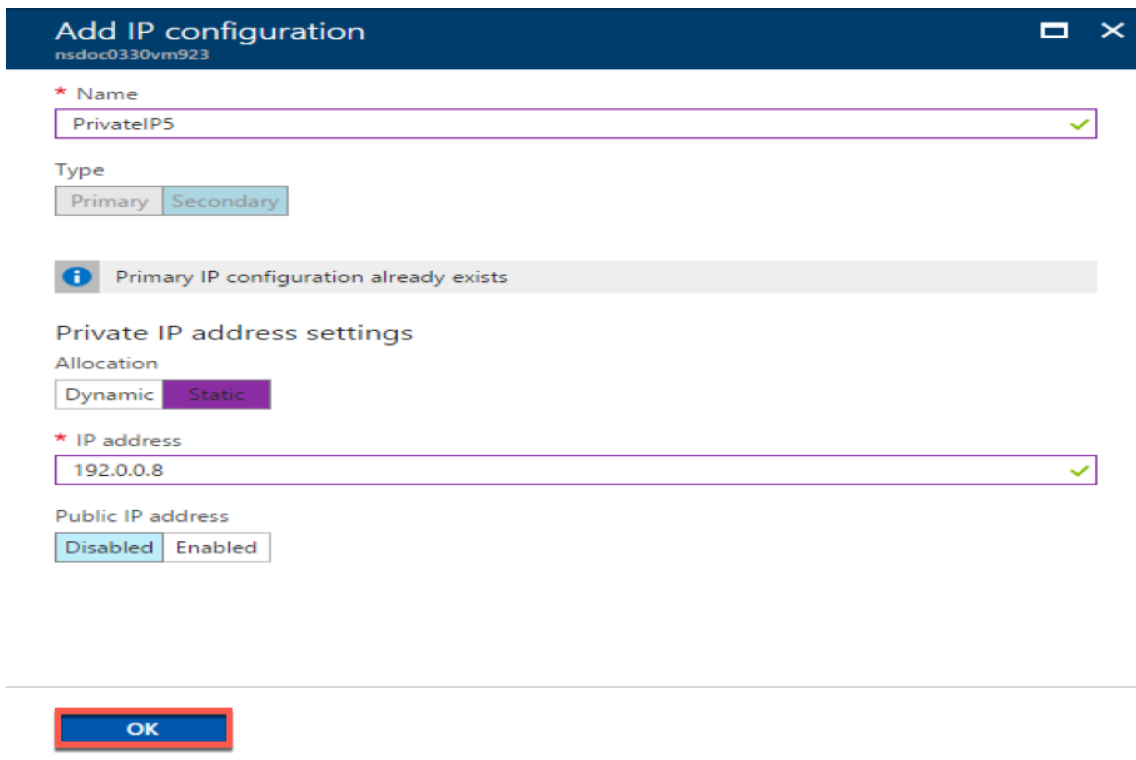 Add IP configuration
nsdoc0330vm923
* Name
PrivateIP5
Type
Primary Secondary
Primary IP configuration already exists
Private IP address settings
Allocation
Dynamic Static
* IP address
192.0.0.8
Public IP address
Disabled Enabled
OK